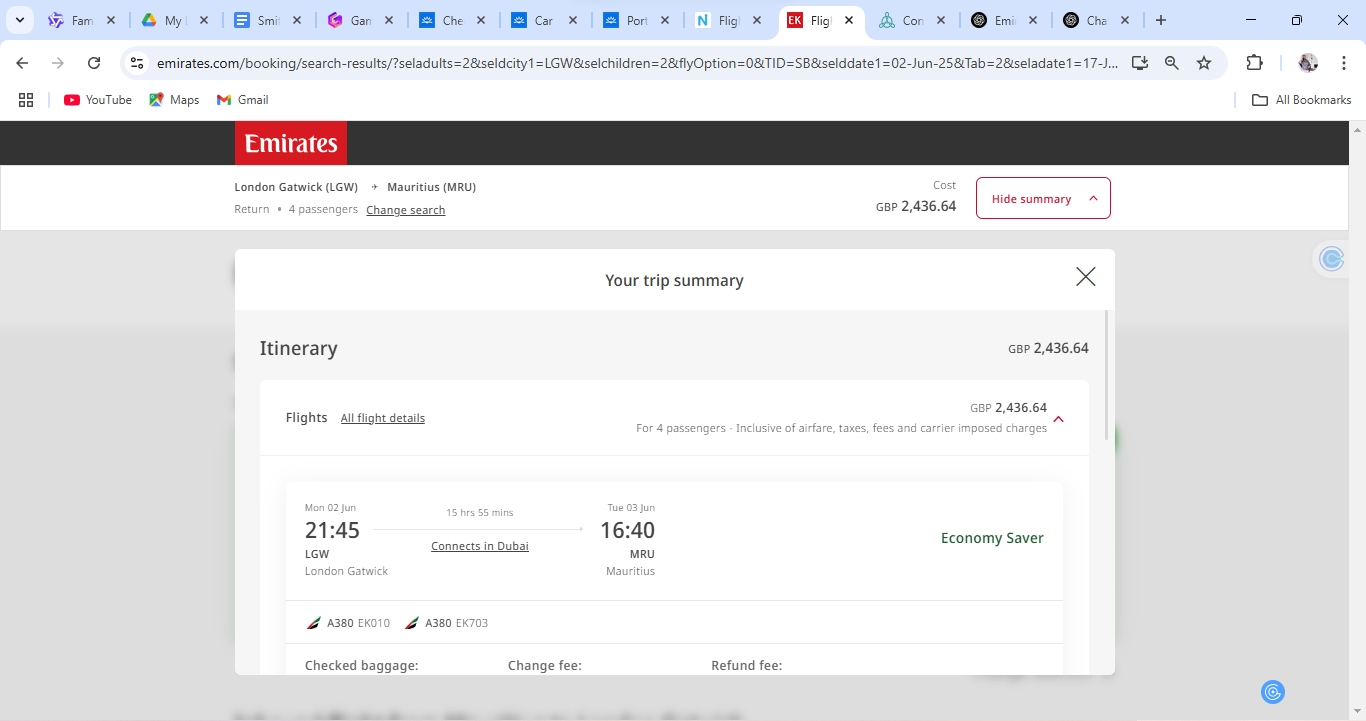 Fam
My L
Smit
Gan
Che
Car
Port
Fligl
EK Fligl
Con
Emi
Cha
emirates.com/booking/search-results/?seladults=2&seldcity1=LGW&selchildren=2&flyOption=0&TID=SB&selddate1=02-Jun-25&Tab=2&seladate1=17-J...
YouTube Maps Gmail All Bookmarks
Emirates
London Gatwick (LGW) Mauritius (MRU)
Return • 4 passengers Change search
Cost
GBP 2,436.64
Hide summary
Your trip summary
Itinerary GBP 2,436.64
Flights All flight details
GBP 2,436.64
For 4 passengers - Inclusive of airfare, taxes, fees and carrier imposed charges
Mon 02 Jun 15 hrs 55 mins Tue 03 Jun
21:45 16:40
Connects in Dubai
LGW MRU
London Gatwick Mauritius
Economy Saver
A380 EK010 A380 EK703
Checked baggage: Change fee: Refund fee: